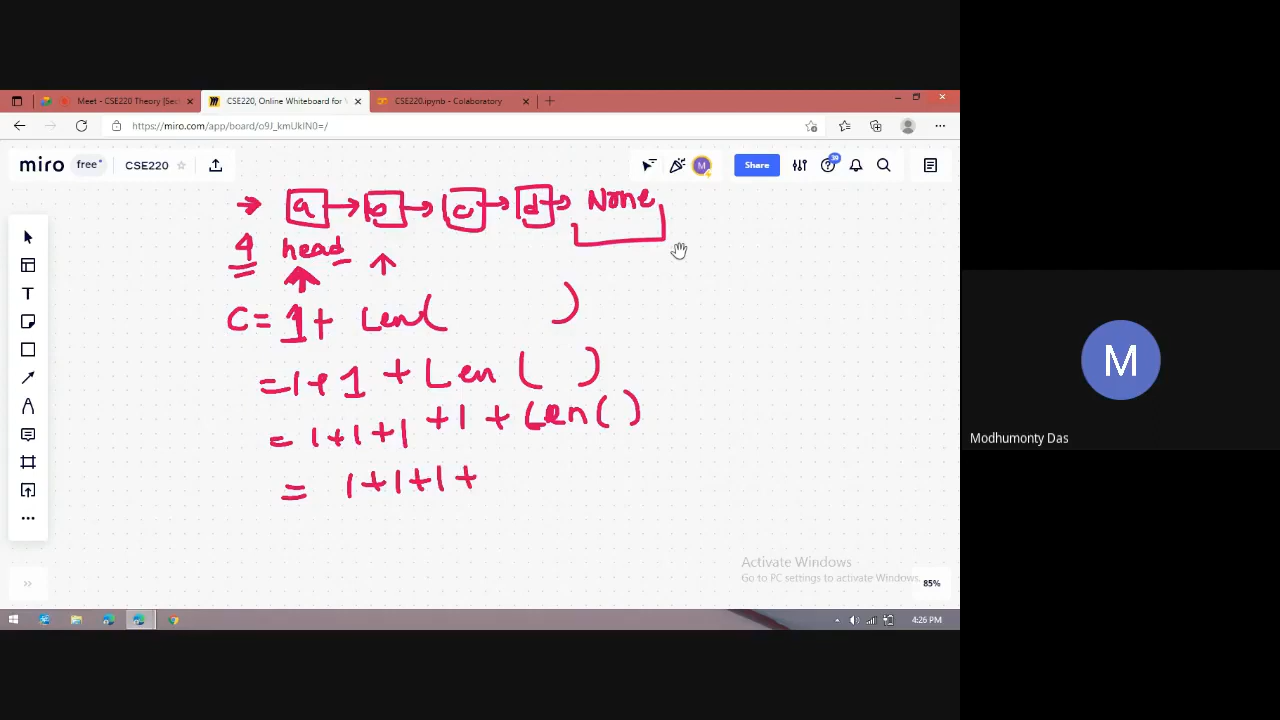 Meet - CSE220 Theory [Sec
CSE220, Online Whiteboard for
CSE220.ipynb - Colaboratory
https://miro.com/app/board/o9J_kmUkIN0=/
miro free CSE220
M Share 39
→ a → b → c → d → None
4 head
C = 1 + Len( )
= 1 + 1 + Len ( )
= 1 + 1 + 1 + 1 + Len( )
= 1 + 1 + 1 +
M
Modhumonty Das
Activate Windows
Go to PC settings to activate Windows.
85%
4:26 PM